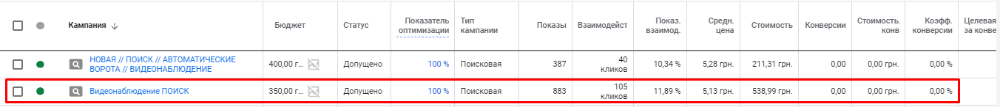 Кампания ↓ Бюджет Статус Показатель оптимизации Тип кампании Показы Взаимодейст Показ. взаимод. Средн. цена Стоимость Конверсии Стоимость, конв Коэфф. конверсии Целевая за конве
НОВАЯ // ПОИСК // АВТОМАТИЧЕСКИЕ ВОРОТА // ВИДЕОНАБЛЮДЕНИЕ 400,00 г... Допущено 100 % Поисковая 387 40 кликов 10,34 % 5,28 грн. 211,31 грн. 0,00 0,00 грн. 0,00 %
Видеонаблюдение ПОИСК 350,00 г... Допущено 100 % Поисковая 883 105 кликов 11,89 % 5,13 грн. 538,99 грн. 0,00 0,00 грн. 0,00 %